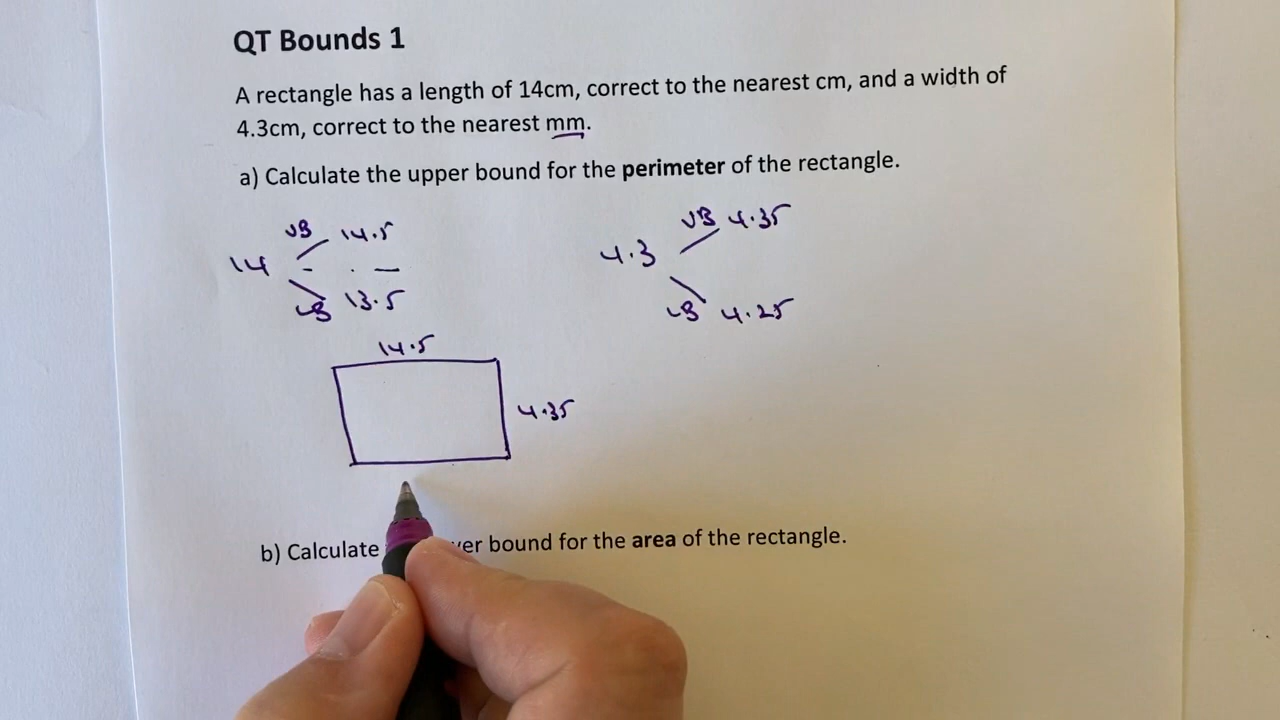 QT Bounds 1
A rectangle has a length of 14cm, correct to the nearest cm, and a width of
4.3cm, correct to the nearest mm.
a) Calculate the upper bound for the perimeter of the rectangle.
UB 14.5
14
LB 13.5
UB 4.35
4.3
LB 4.25
14.5
4.35
b) Calculate bound for the area of the rectangle.